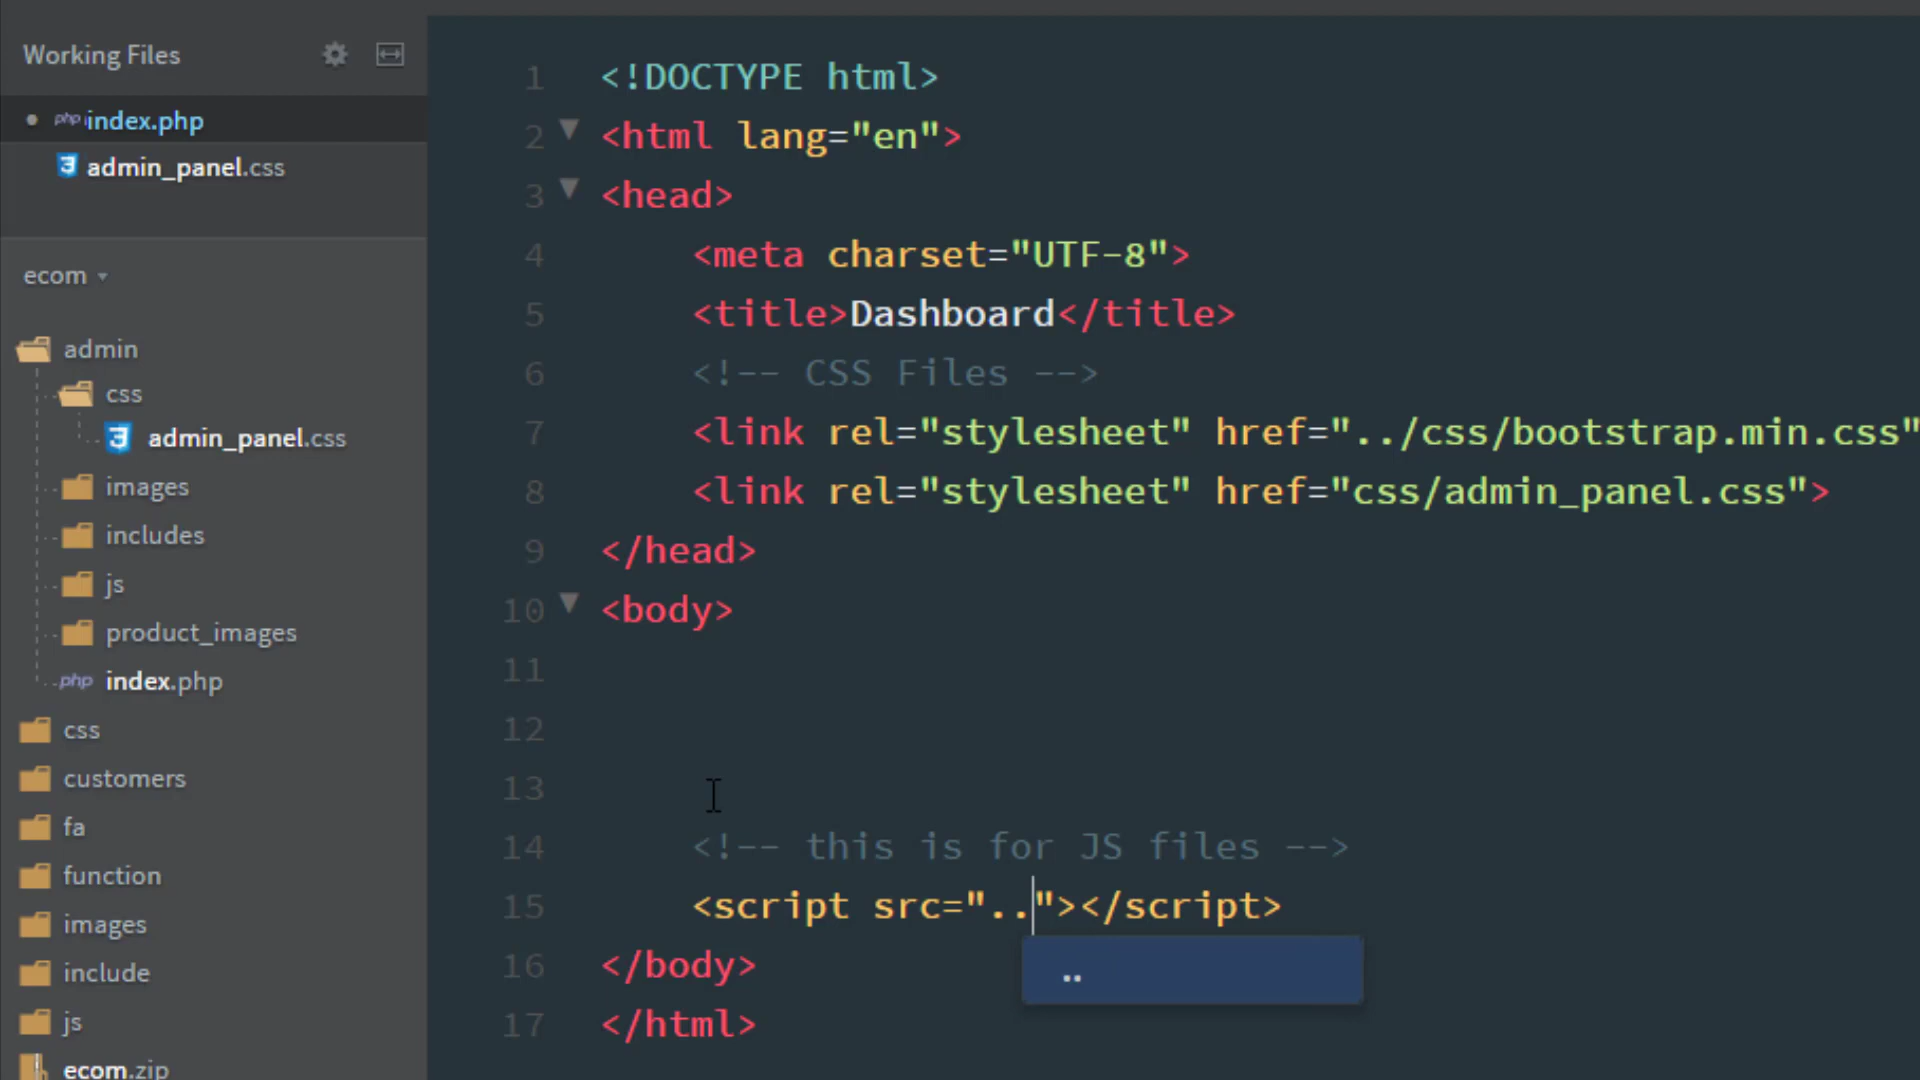 Working Files
php index.php
admin_panel.css
ecom
admin
css
admin_panel.css
images
includes
js
product_images
php index.php
css
customers
fa
function
images
include
js
ecom.zip
1 <!DOCTYPE html>
2 <html lang="en">
3 <head>
4 <meta charset="UTF-8">
5 <title>Dashboard</title>
6 <!-- CSS Files -->
7 <link rel="stylesheet" href="../css/bootstrap.min.css"
8 <link rel="stylesheet" href="css/admin_panel.css">
9 </head>
10 <body>
11
12
13
14 <!-- this is for JS files -->
15 <script src=".."></script>
..
16 </body>
17 </html>